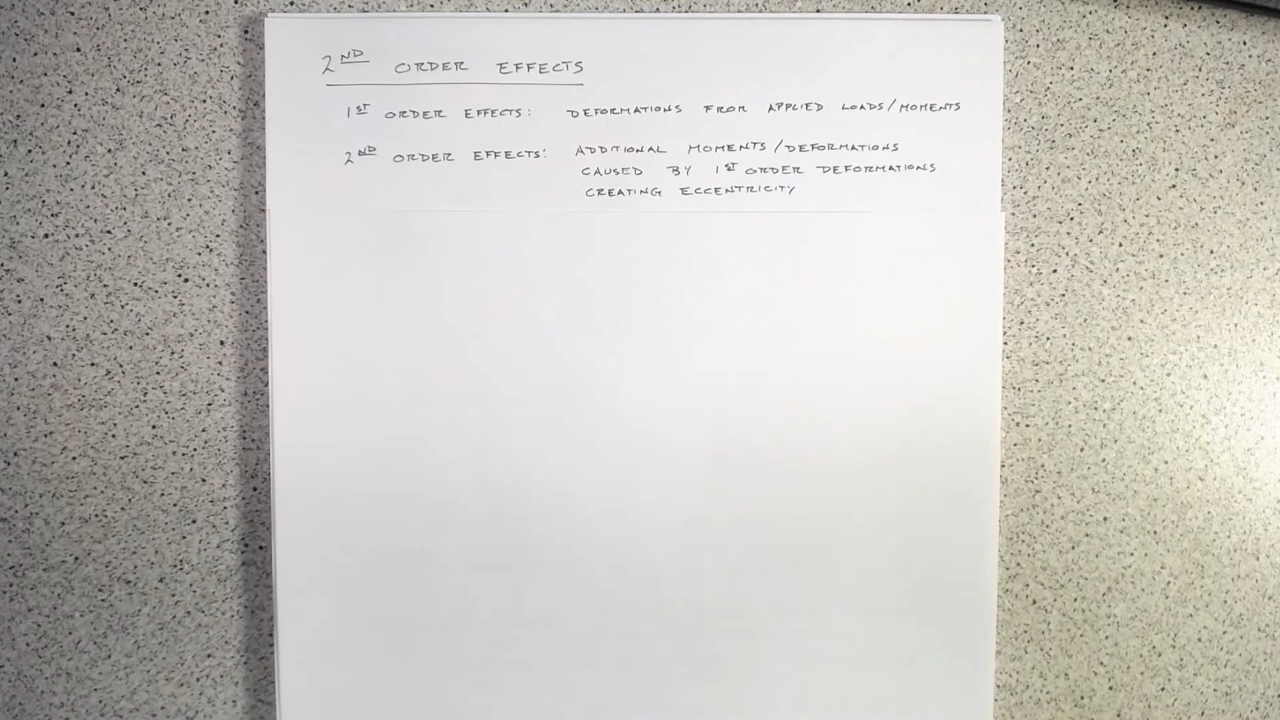 2ND ORDER EFFECTS
1ST ORDER EFFECTS: DEFORMATIONS FROM APPLIED LOADS/MOMENTS
2ND ORDER EFFECTS: ADDITIONAL MOMENTS/DEFORMATIONS
CAUSED BY 1ST ORDER DEFORMATIONS
CREATING ECCENTRICITY